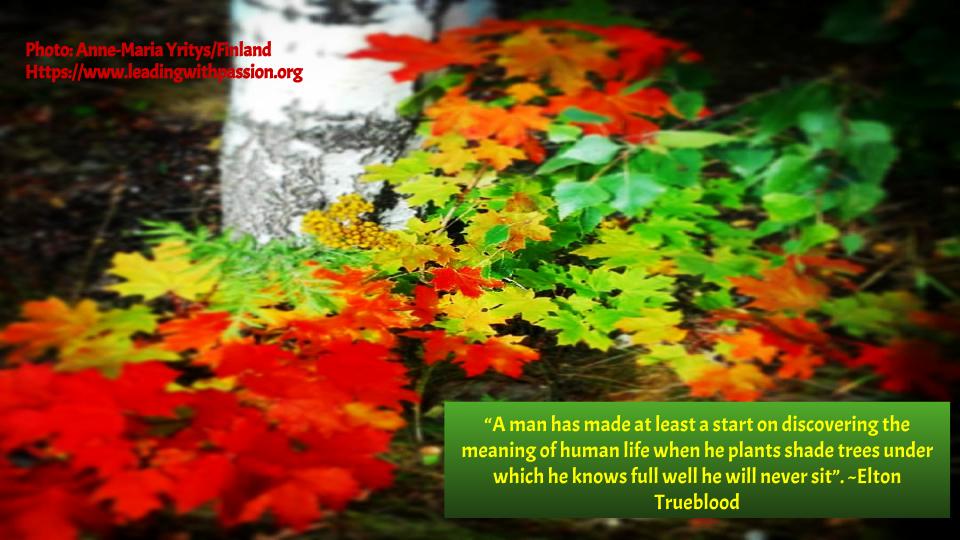 Photo: Anne-Maria Yritys/Finland
Https://www.leadingwithpassion.org
“A man has made at least a start on discovering the
meaning of human life when he plants shade trees under
which he knows full well he will never sit”. ~Elton
Trueblood